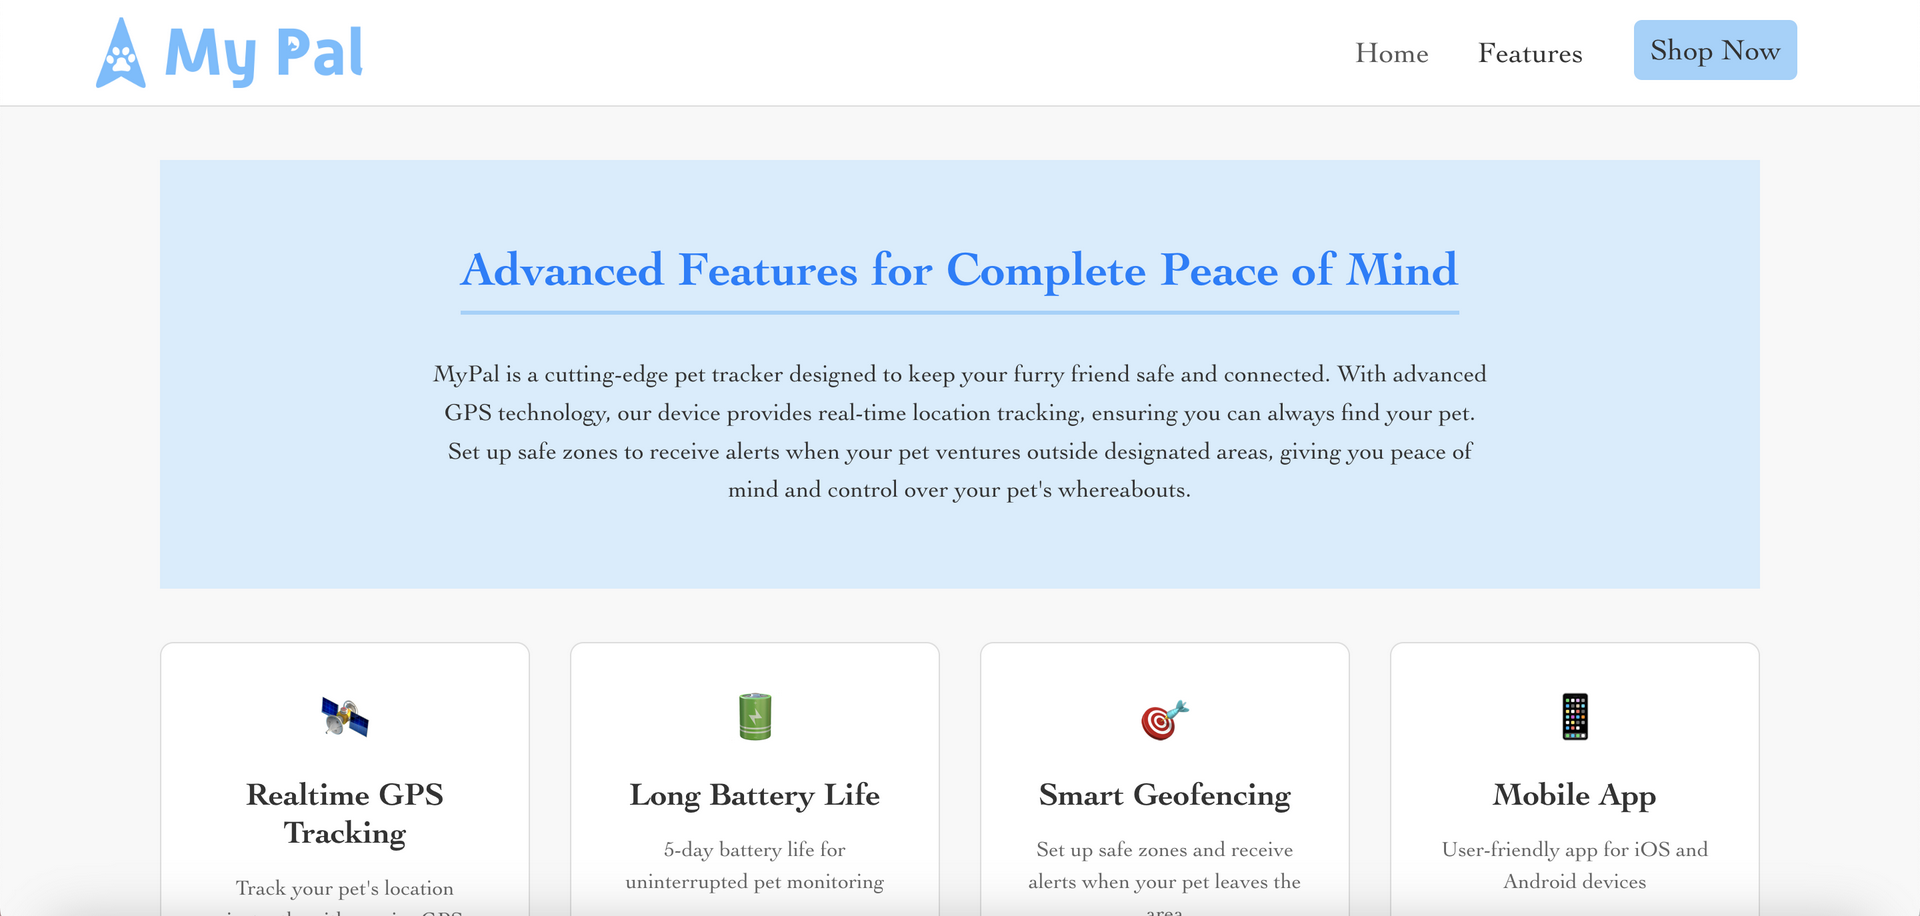 My Pal
Home
Features
Shop Now
Advanced Features for Complete Peace of Mind
MyPal is a cutting-edge pet tracker designed to keep your furry friend safe and connected. With advanced
GPS technology, our device provides real-time location tracking, ensuring you can always find your pet.
Set up safe zones to receive alerts when your pet ventures outside designated areas, giving you peace of
mind and control over your pet's whereabouts.
Realtime GPS
Tracking
Track your pet's location
Long Battery Life
5-day battery life for
uninterrupted pet monitoring
Smart Geofencing
Set up safe zones and receive
alerts when your pet leaves the
area
Mobile App
User-friendly app for iOS and
Android devices